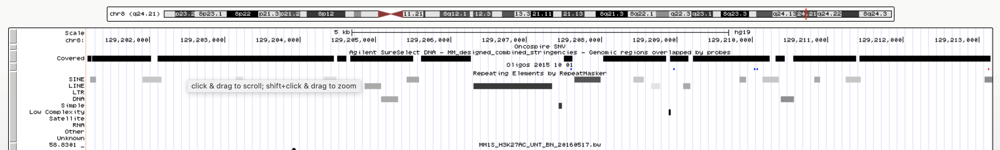 chr8 (q24.21) p23.2 8p23.1 8p22 p21.3 p21.2 8p12 11.21 8q12.1 12.3 13.3 21.11 21.13 8q21.3 8q22.1 q22.3 q23.1 8q23.3 q24.13 24.21 q24.22 8q24.3
Scale 5 kb hg19
chr8: 129,202,000| 129,203,000| 129,204,000| 129,205,000| 129,206,000| 129,207,000| 129,208,000| 129,209,000| 129,210,000| 129,211,000| 129,212,000| 129,213,000|
Oncospire SNV
Agilent SureSelect DNA - MM_designed_combined_stringencies - Genomic regions overlapped by probes
Covered
Oligos 2015 10 01
Repeating Elements by RepeatMasker
SINE
LINE
click & drag to scroll; shift+click & drag to zoom
LTR
DNA
Simple
Low Complexity
Satellite
RNA
Other
Unknown
58.8301 _ MM1S_H3K27AC_UNT_BN_20160517.bw